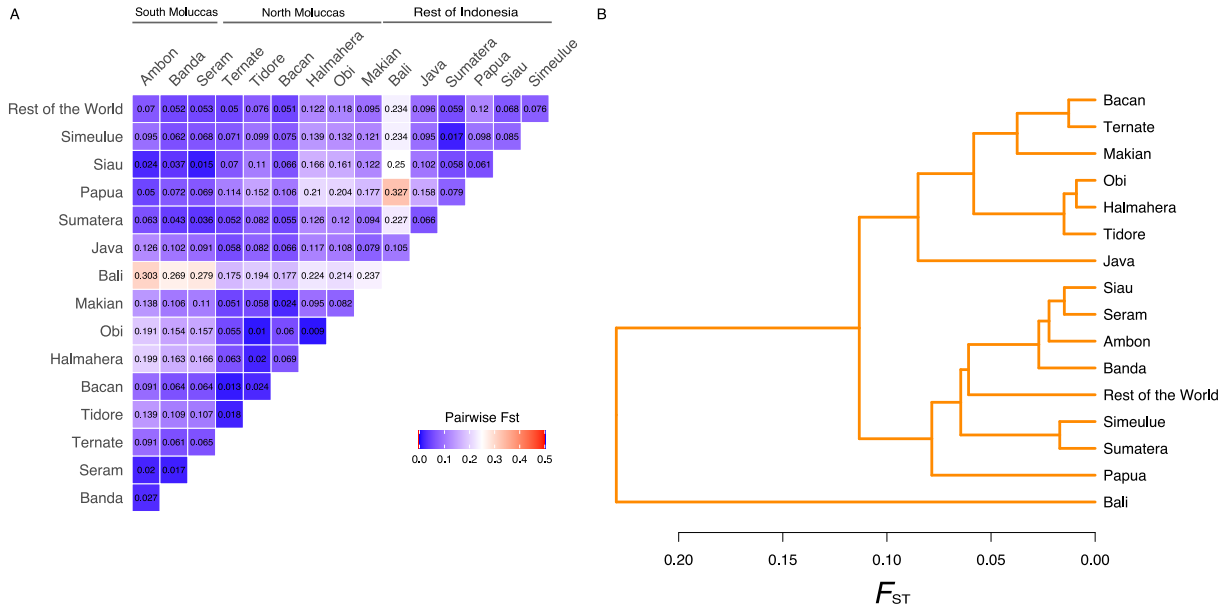 A
South Moluccas North Moluccas Rest of Indonesia
Ambon Banda Seram Ternate Tidore Bacan Halmahera Obi Makian Bali Java Sumatera Papua Siau Simeulue
Rest of the World 0.07 0.052 0.053 0.05 0.076 0.051 0.122 0.118 0.095 0.234 0.096 0.059 0.12 0.068 0.076
Simeulue 0.095 0.062 0.068 0.071 0.099 0.075 0.139 0.132 0.121 0.234 0.095 0.017 0.098 0.085
Siau 0.024 0.037 0.015 0.07 0.11 0.066 0.166 0.161 0.122 0.25 0.102 0.058 0.061
Papua 0.05 0.072 0.069 0.114 0.152 0.106 0.21 0.204 0.177 0.327 0.158 0.079
Sumatera 0.063 0.043 0.036 0.052 0.082 0.055 0.126 0.12 0.094 0.227 0.066
Java 0.126 0.102 0.091 0.058 0.082 0.066 0.117 0.108 0.079 0.105
Bali 0.303 0.269 0.279 0.175 0.194 0.177 0.224 0.214 0.237
Makian 0.138 0.106 0.11 0.051 0.058 0.024 0.095 0.082
Obi 0.191 0.154 0.157 0.055 0.01 0.06 0.009
Halmahera 0.199 0.163 0.166 0.063 0.02 0.069
Bacan 0.091 0.064 0.064 0.013 0.024
Tidore 0.139 0.109 0.107 0.018
Ternate 0.091 0.061 0.065
Seram 0.02 0.017
Banda 0.027
Pairwise Fst
0.0 0.1 0.2 0.3 0.4 0.5
B
Bacan
Ternate
Makian
Obi
Halmahera
Tidore
Java
Siau
Seram
Ambon
Banda
Rest of the World
Simeulue
Sumatera
Papua
Bali
0.20 0.15 0.10 0.05 0.00
FST